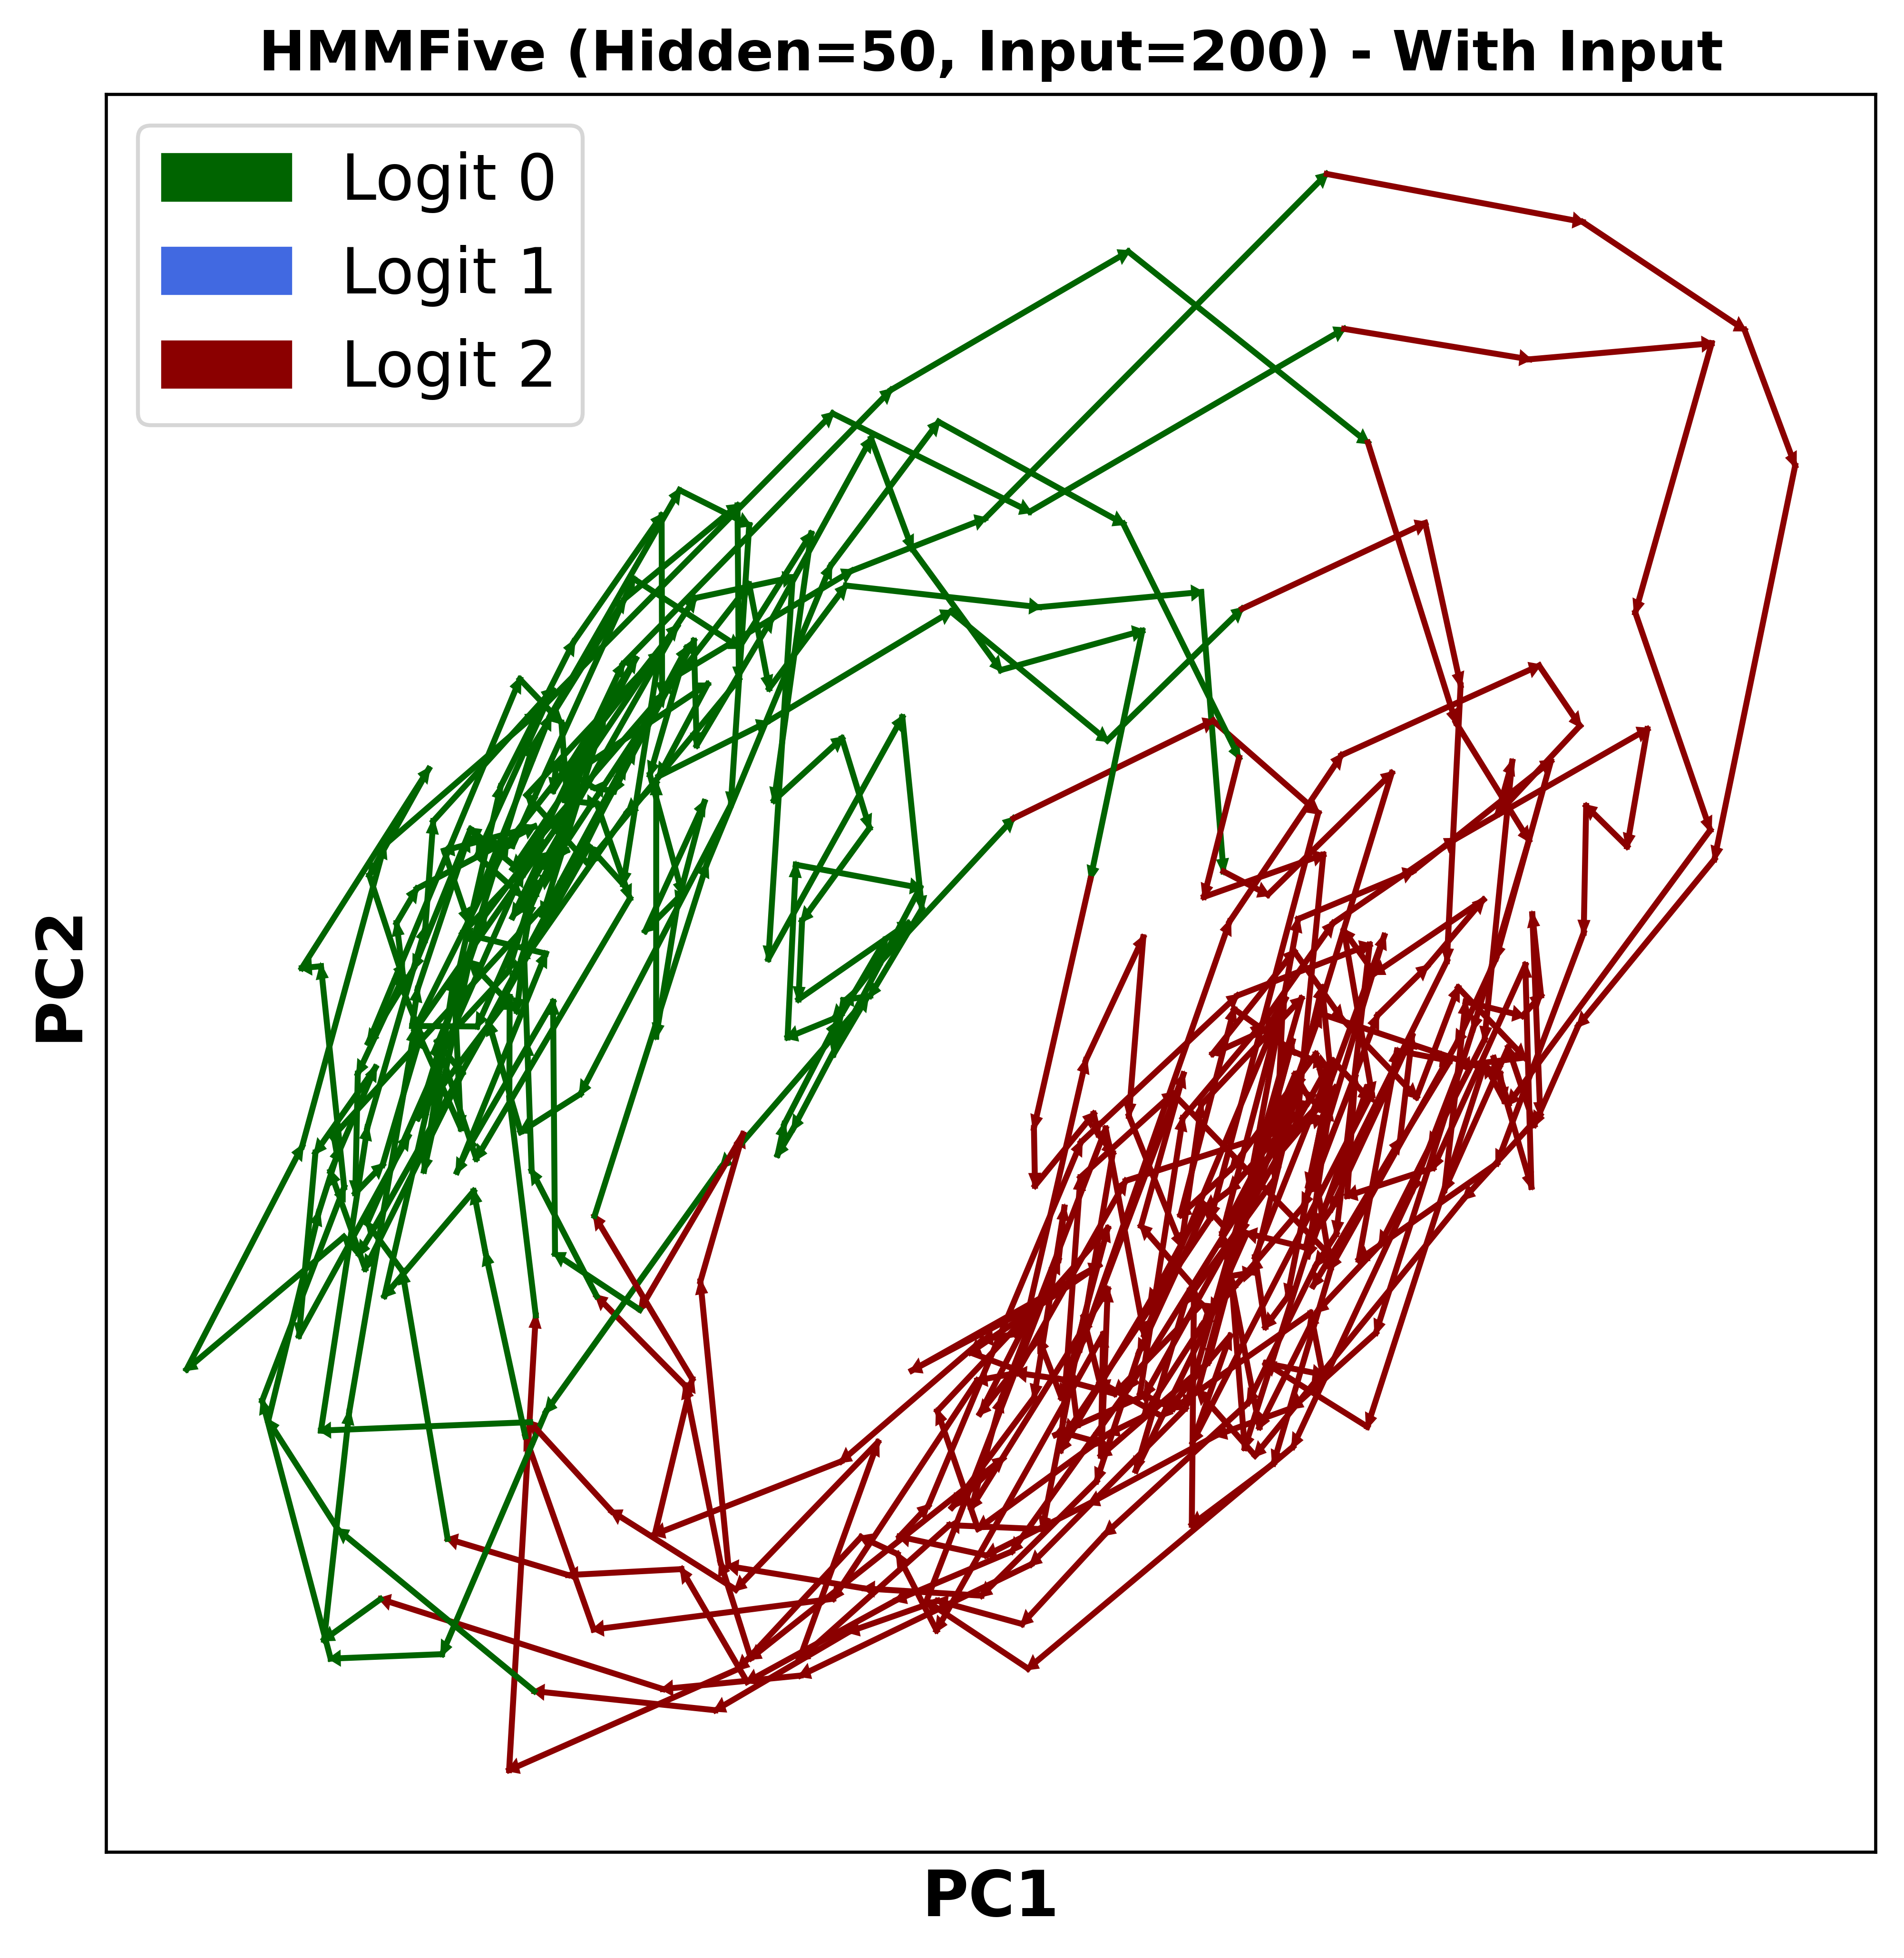 HMMFive (Hidden=50, Input=200) - With Input
Logit 0
Logit 1
Logit 2
PC2
PC1